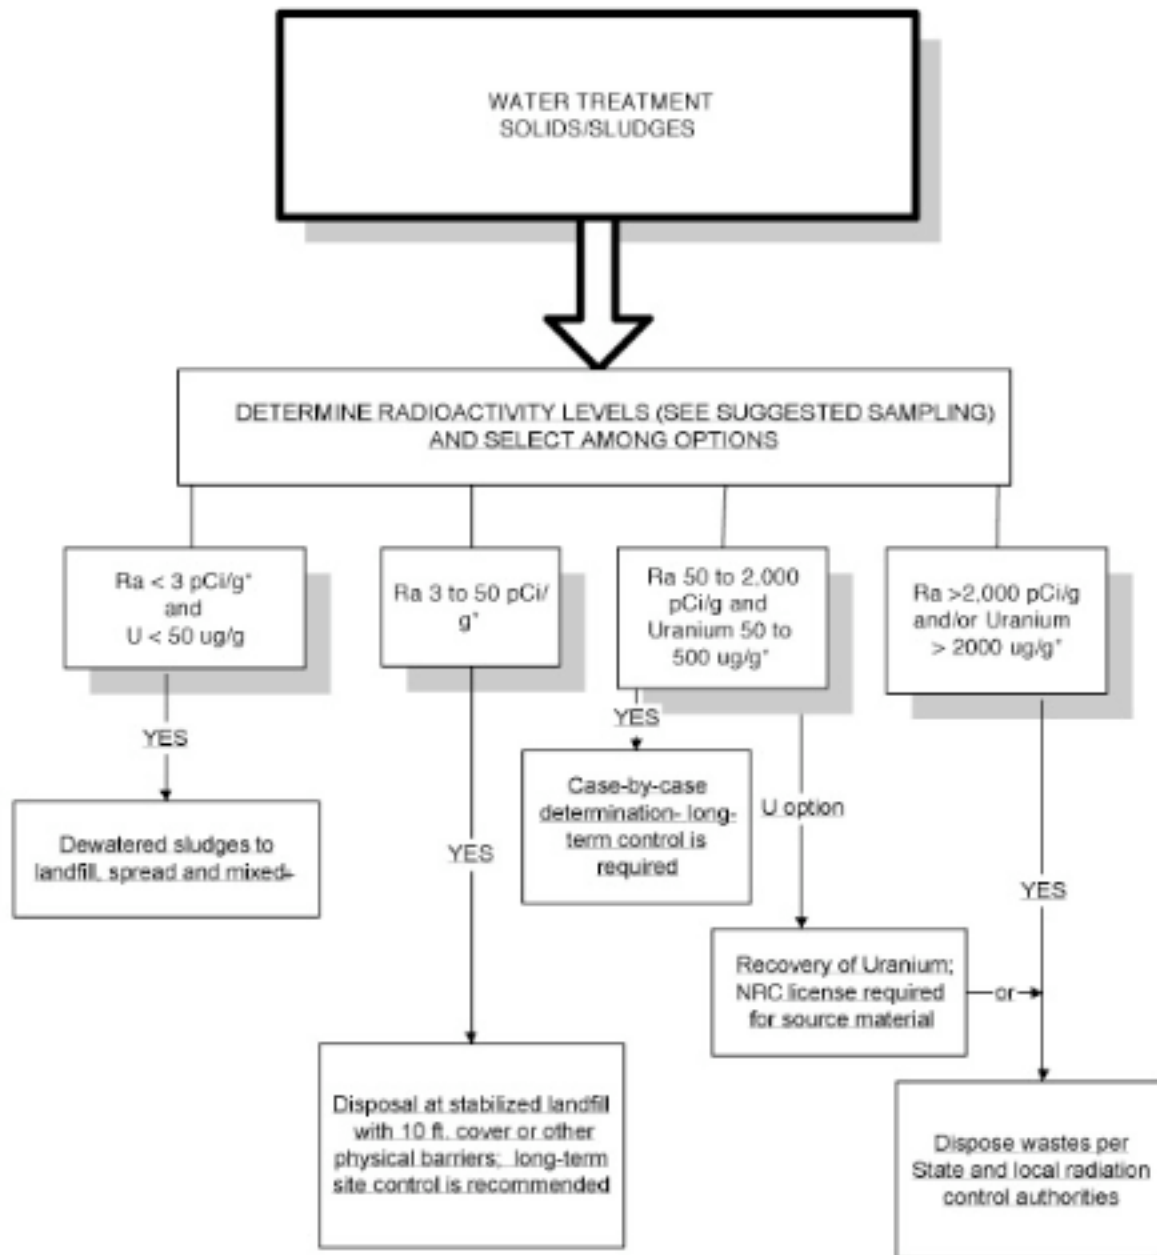 WATER TREATMENT
SOLIDS/SLUDGES
DETERMINE RADIOACTIVITY LEVELS (SEE SUGGESTED SAMPLING)
AND SELECT AMONG OPTIONS
Ra < 3 pCi/g*
and
U < 50 ug/g
Ra 3 to 50 pCi/
g*
Ra 50 to 2,000
pCi/g and
Uranium 50 to
500 ug/g*
Ra >2,000 pCi/g
and/or Uranium
> 2000 ug/g*
YES
Dewatered sludges to
landfill, spread and mixed-
YES
Disposal at stabilized landfill
with 10 ft. cover or other
physical barriers; long-term
site control is recommended
YES
Case-by-case
determination- long-
term control is
required
U option
Recovery of Uranium;
NRC license required
for source material
or
YES
Dispose wastes per
State and local radiation
control authorities